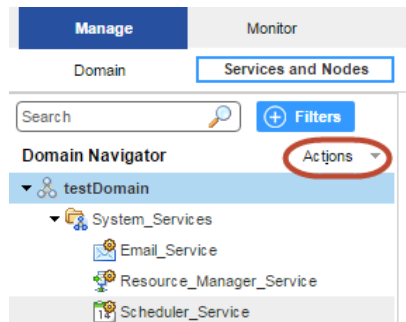 Manage Monitor
Domain Services and Nodes
Search Filters
Domain Navigator Actions
testDomain
System_Services
Email_Service
Resource_Manager_Service
Scheduler_Service